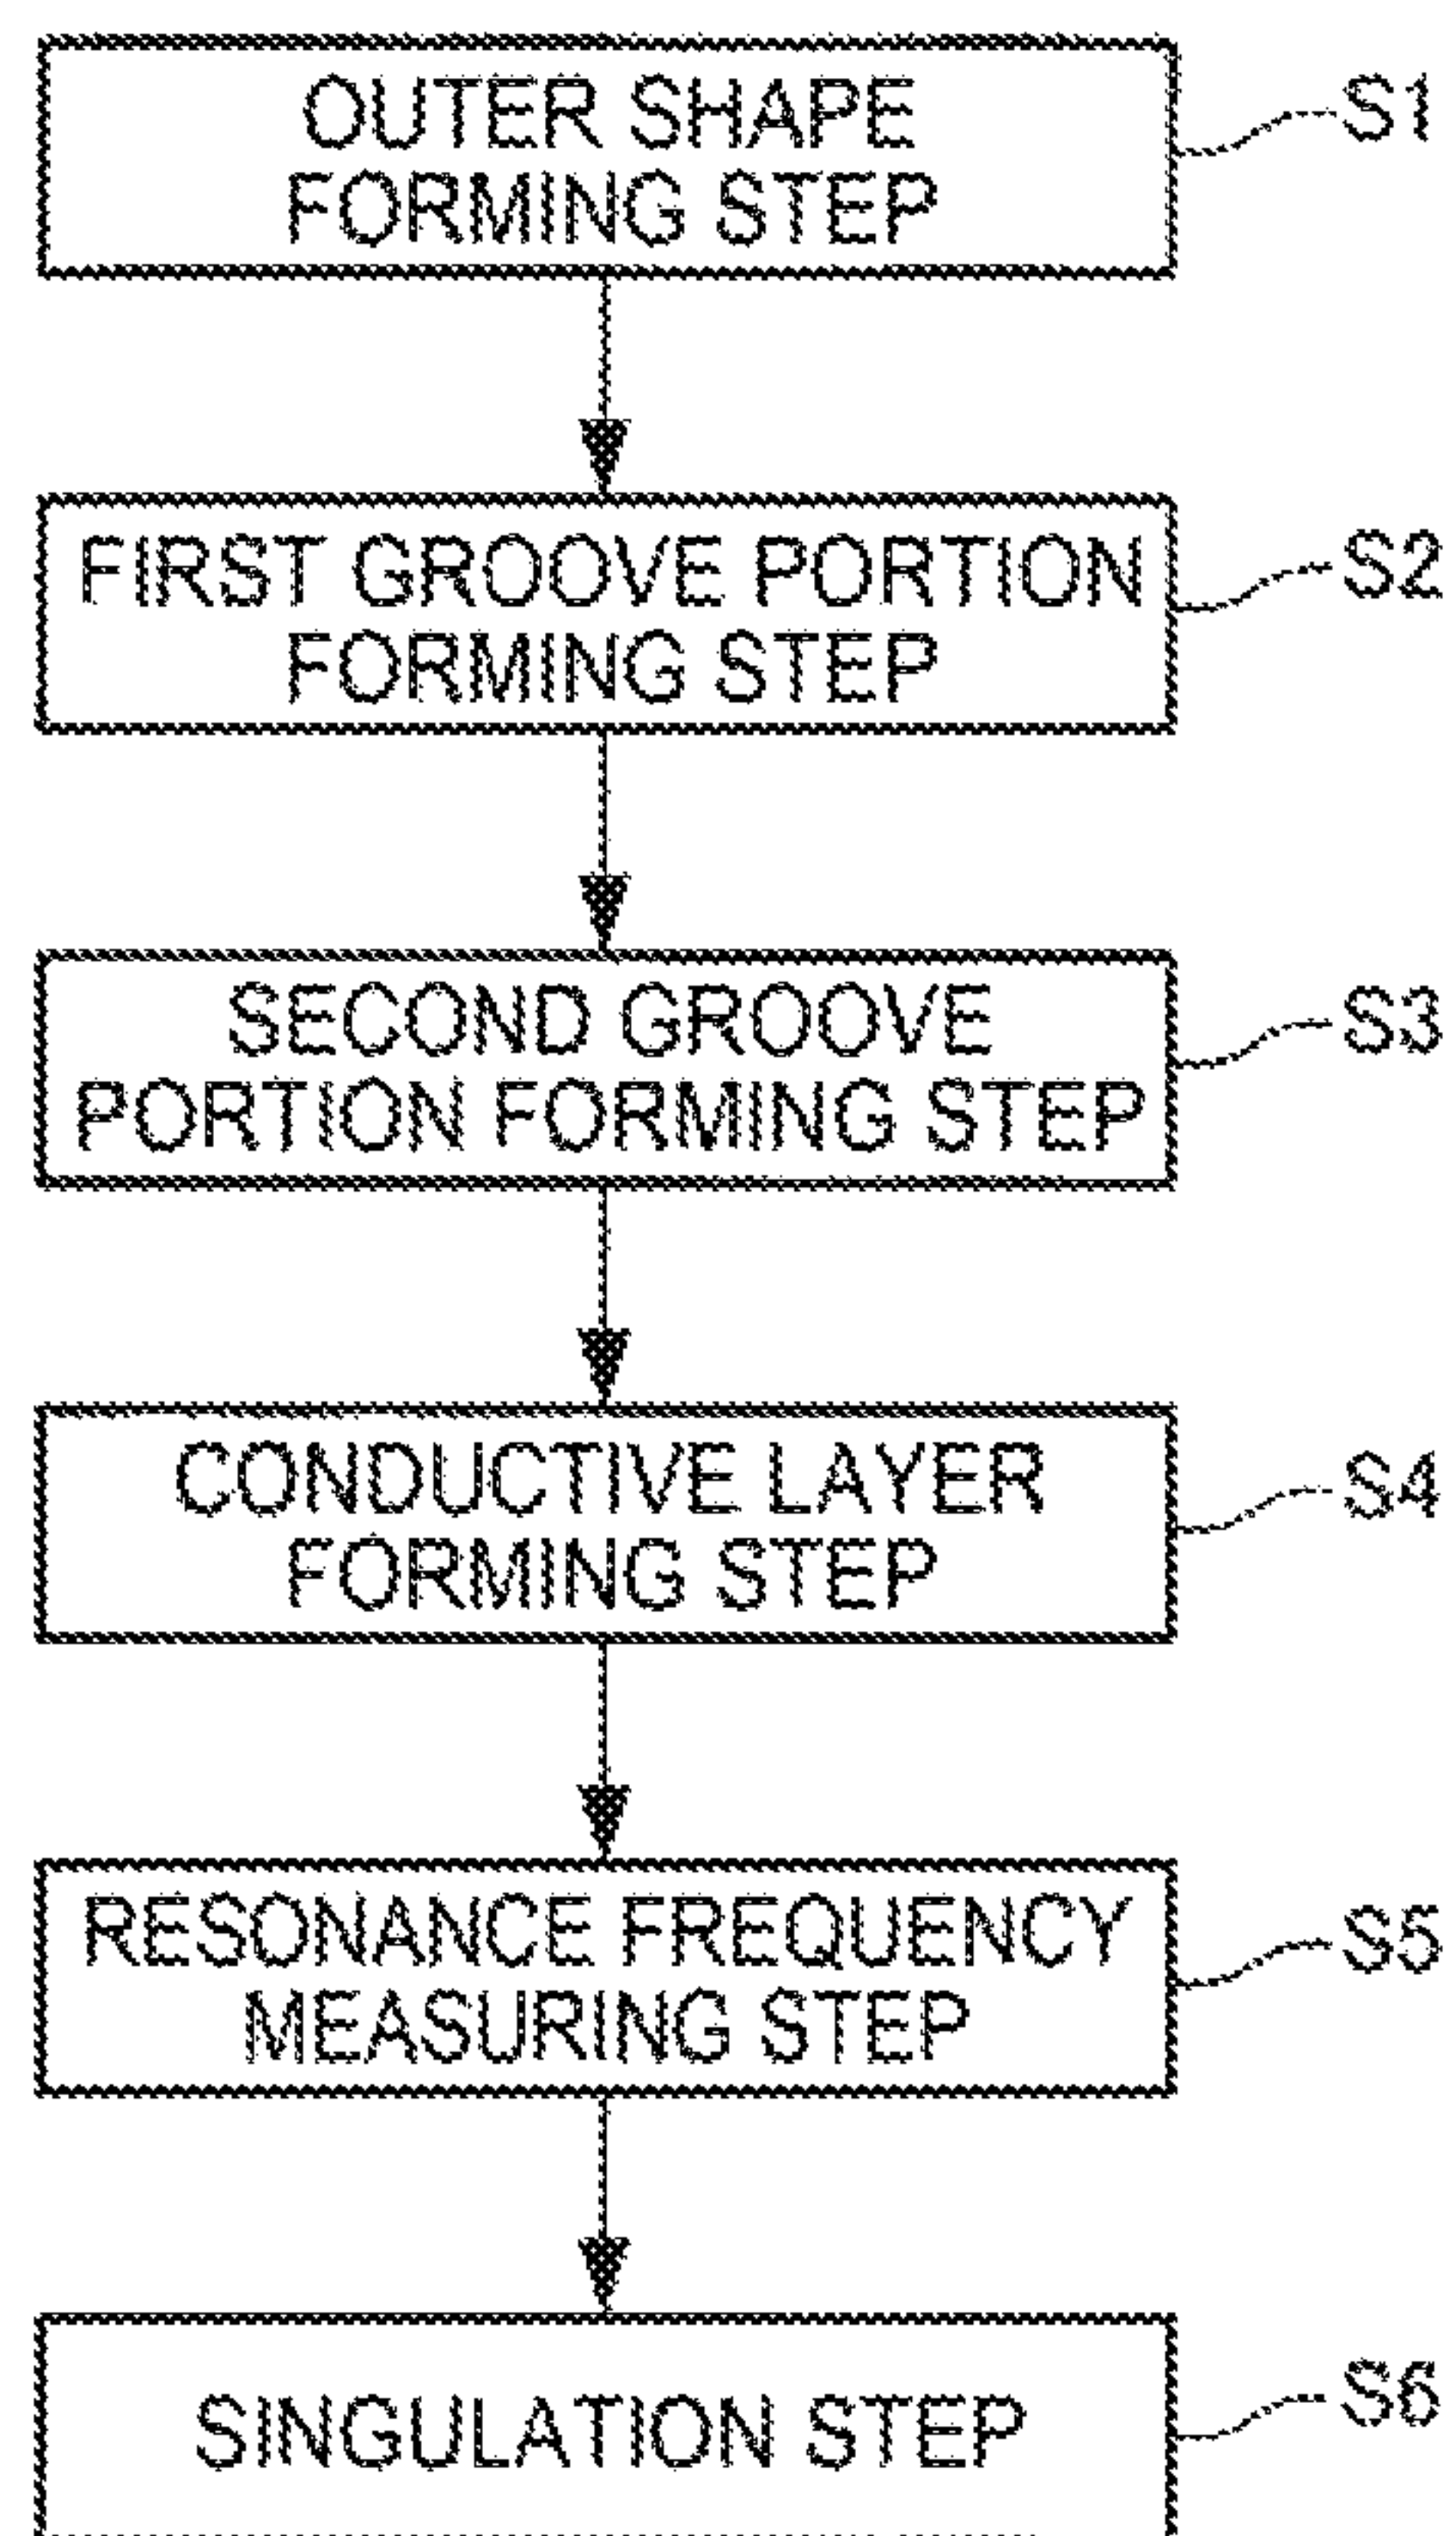 OUTER SHAPE
FORMING STEP
S1
FIRST GROOVE PORTION
FORMING STEP
S2
SECOND GROOVE
PORTION FORMING STEP
S3
CONDUCTIVE LAYER
FORMING STEP
S4
RESONANCE FREQUENCY
MEASURING STEP
S5
SINGULATION STEP
S6